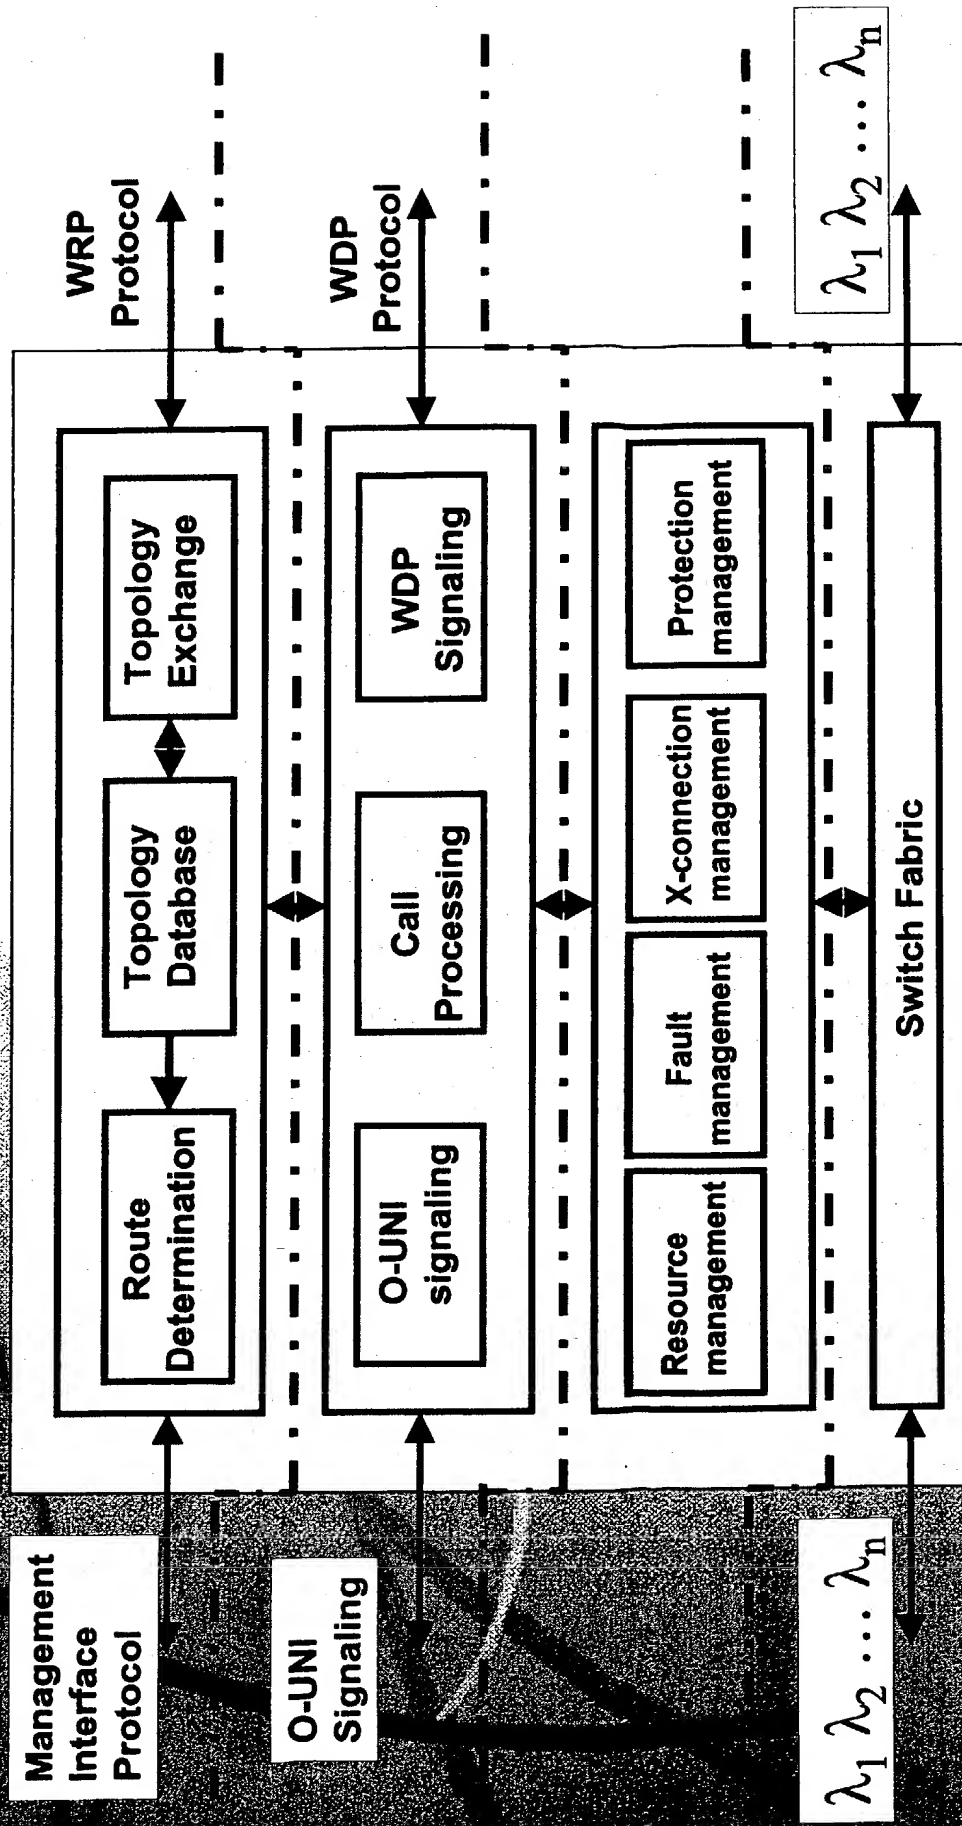 Management
Interface
Protocol
Route
Determination
Topology
Database
Topology
Exchange
WRP
Protocol
O-UNI
Signaling
O-UNI
signaling
Call
Processing
WDP
Signaling
WDP
Protocol
Resource
management
Fault
management
X-connection
management
Protection
management
λ1 λ2 … λn
Switch Fabric
λ1 λ2 … λn